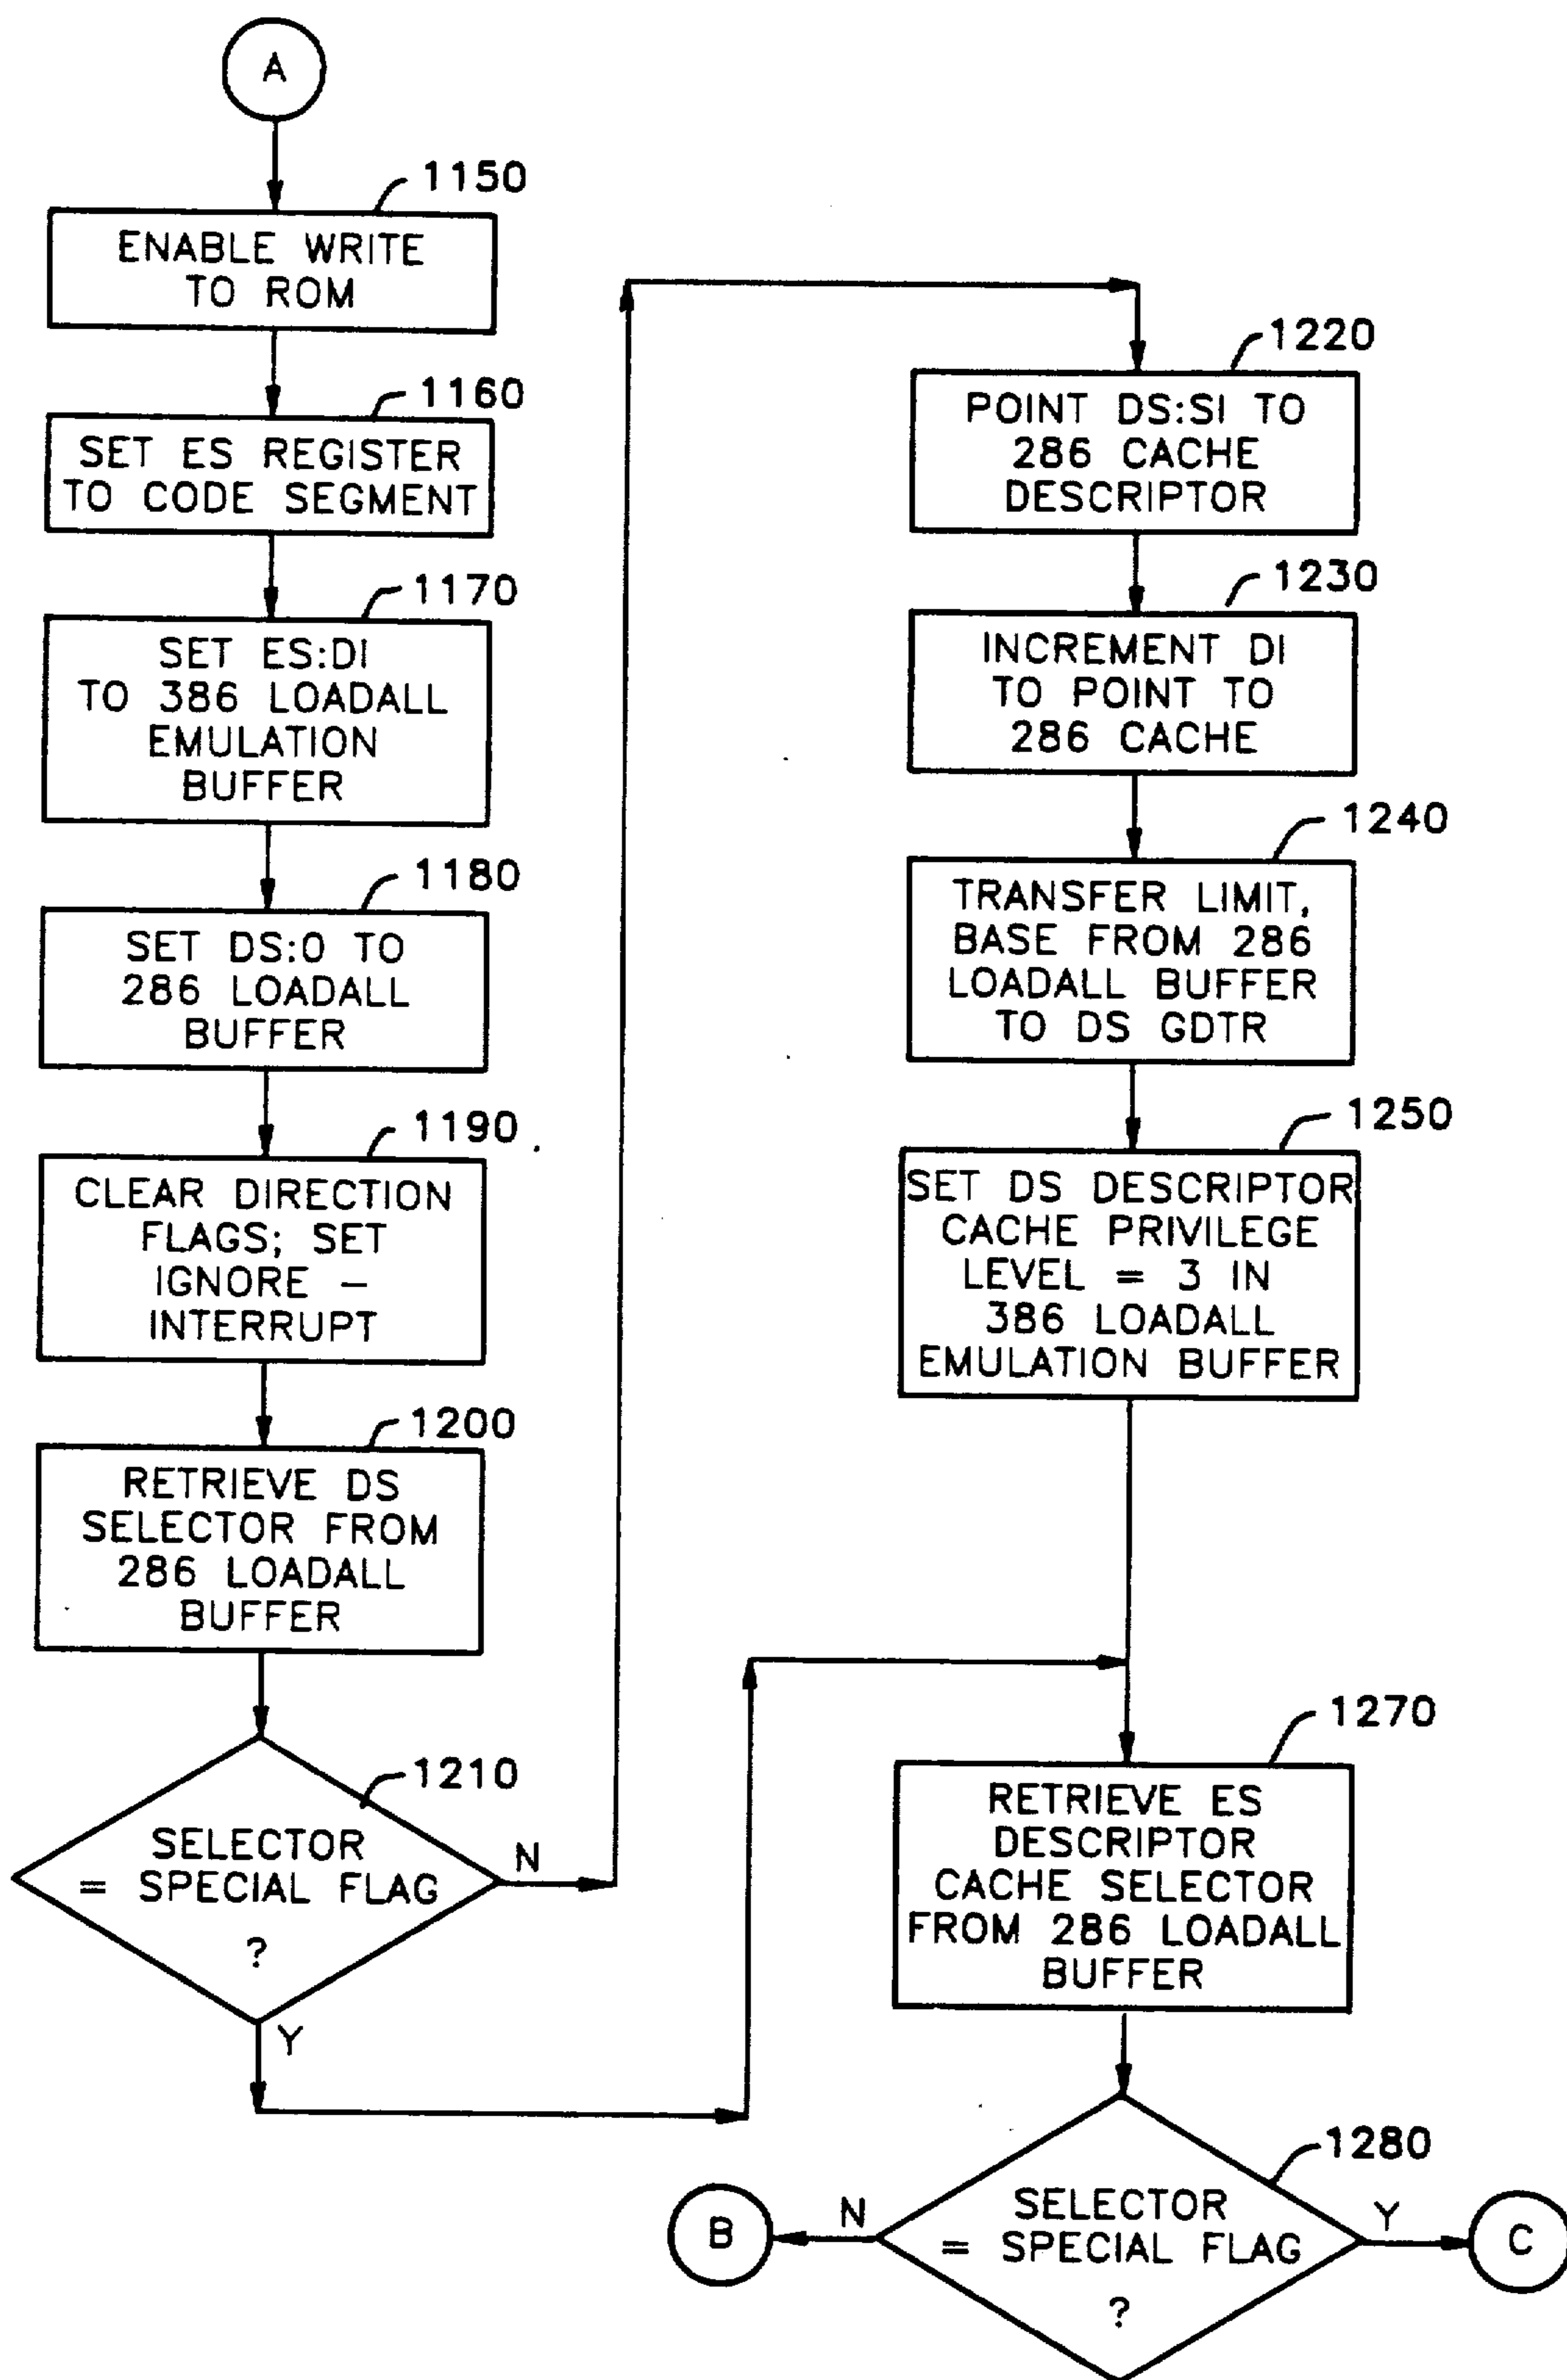 A
1150
ENABLE WRITE
TO ROM
1160
SET ES REGISTER
TO CODE SEGMENT
1170
SET ES:DI
TO 386 LOADALL
EMULATION
BUFFER
1180
SET DS:0 TO
286 LOADALL
BUFFER
1190
CLEAR DIRECTION
FLAGS; SET
IGNORE –
INTERRUPT
1200
RETRIEVE DS
SELECTOR FROM
286 LOADALL
BUFFER
1210
SELECTOR
= SPECIAL FLAG
?
N
Y
1220
POINT DS:SI TO
286 CACHE
DESCRIPTOR
1230
INCREMENT DI
TO POINT TO
286 CACHE
1240
TRANSFER LIMIT,
BASE FROM 286
LOADALL BUFFER
TO DS GDTR
1250
SET DS DESCRIPTOR
CACHE PRIVILEGE
LEVEL = 3 IN
386 LOADALL
EMULATION BUFFER
1270
RETRIEVE ES
DESCRIPTOR
CACHE SELECTOR
FROM 286 LOADALL
BUFFER
1280
SELECTOR
= SPECIAL FLAG
?
N
B
Y
C